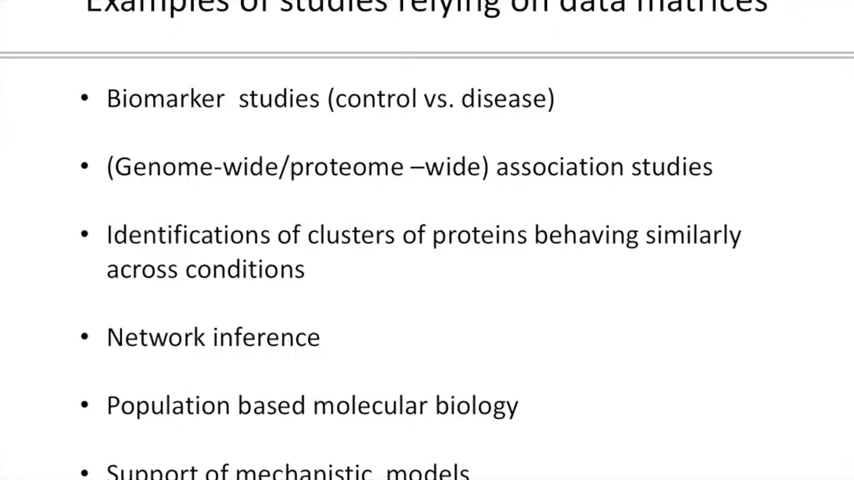 Examples of studies relying on data matrices
• Biomarker studies (control vs. disease)
• (Genome-wide/proteome –wide) association studies
• Identifications of clusters of proteins behaving similarly
across conditions
• Network inference
• Population based molecular biology
• Support of mechanistic models